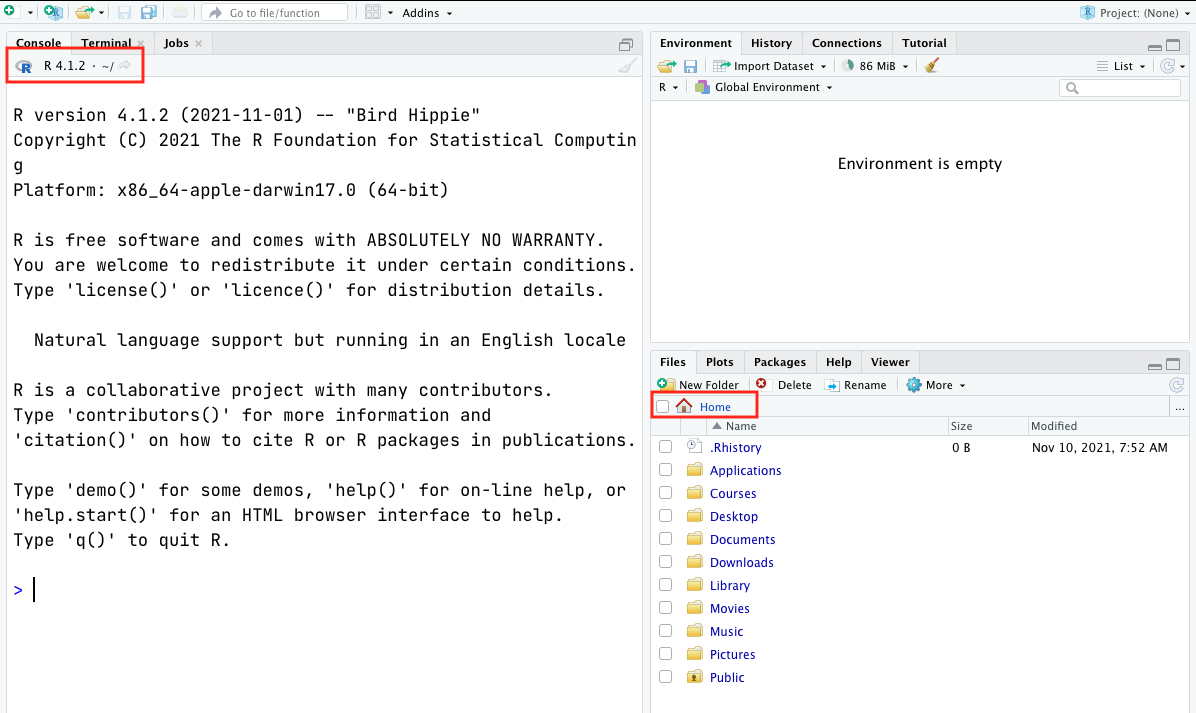 Go to file/function
Addins
Project: (None)
Console Terminal Jobs
R 4.1.2 · ~/
R version 4.1.2 (2021-11-01) -- "Bird Hippie"
Copyright (C) 2021 The R Foundation for Statistical Computin
g
Platform: x86_64-apple-darwin17.0 (64-bit)
R is free software and comes with ABSOLUTELY NO WARRANTY.
You are welcome to redistribute it under certain conditions.
Type 'license()' or 'licence()' for distribution details.
Natural language support but running in an English locale
R is a collaborative project with many contributors.
Type 'contributors()' for more information and
'citation()' on how to cite R or R packages in publications.
Type 'demo()' for some demos, 'help()' for on-line help, or
'help.start()' for an HTML browser interface to help.
Type 'q()' to quit R.
>
Environment History Connections Tutorial
Import Dataset 86 MiB List
R Global Environment
Environment is empty
Files Plots Packages Help Viewer
New Folder Delete Rename More
Home ...
Name Size Modified
.Rhistory 0 B Nov 10, 2021, 7:52 AM
Applications
Courses
Desktop
Documents
Downloads
Library
Movies
Music
Pictures
Public